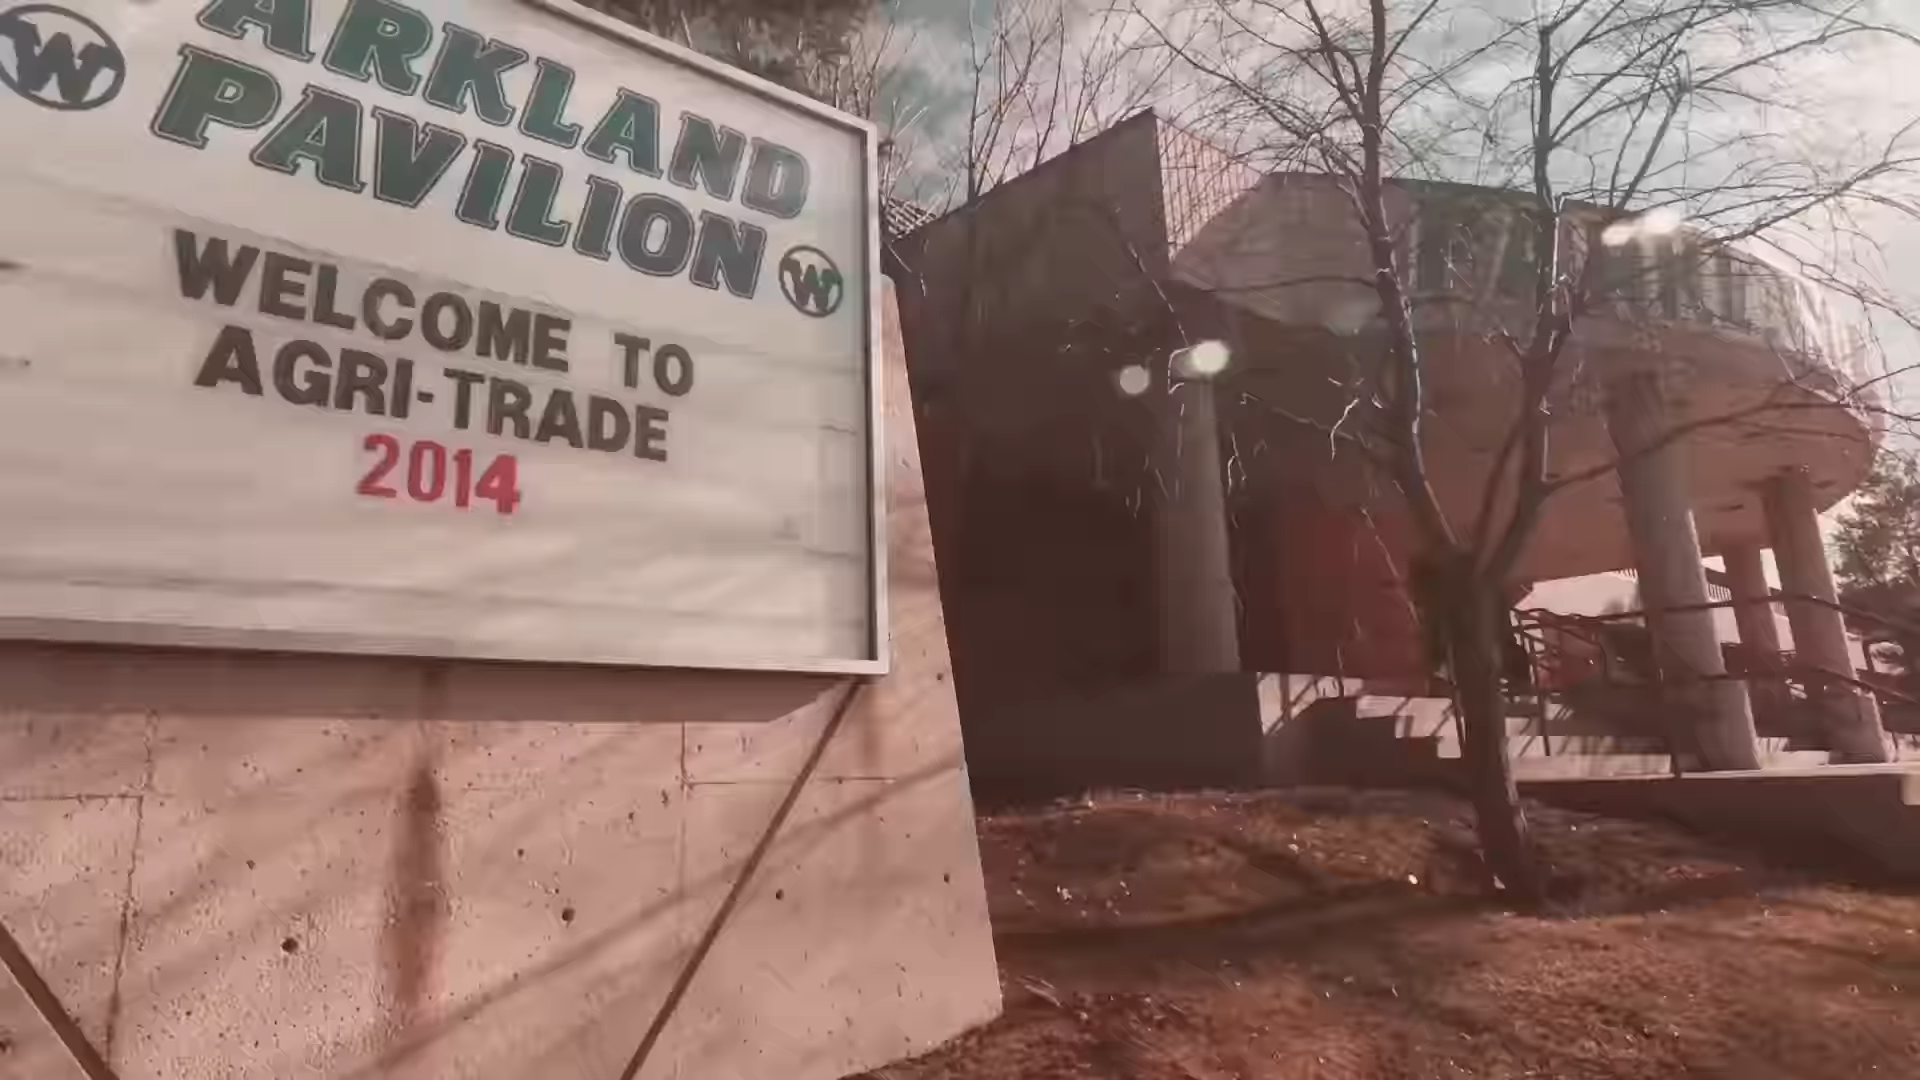 ARKLAND
PAVILION
WELCOME TO
AGRI-TRADE
2014
W
W